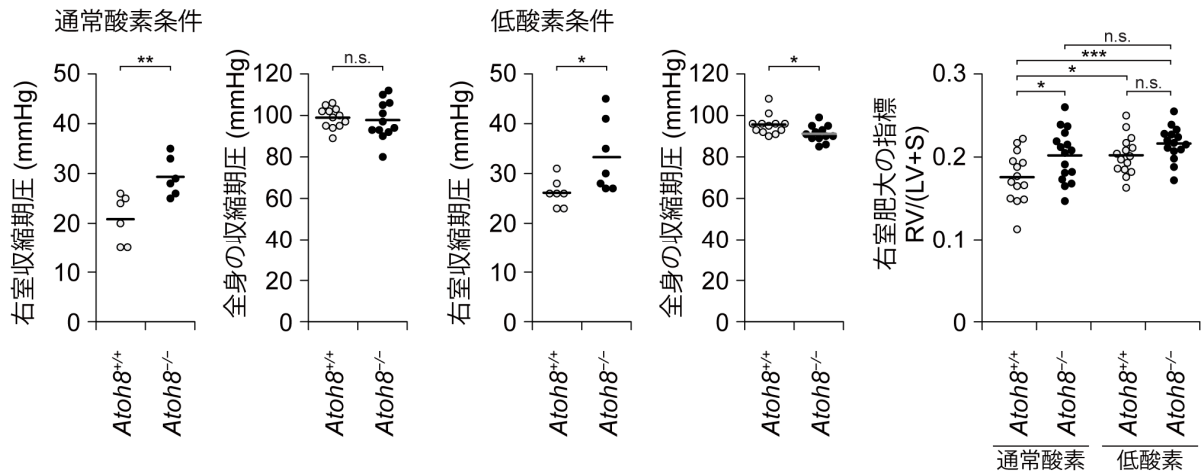 通常酸素条件
低酸素条件
右室収縮期圧 (mmHg)
50
40
30
20
10
0
**
Atoh8+/+
Atoh8−/−
全身の収縮期圧 (mmHg)
120
100
80
60
40
20
0
n.s.
Atoh8+/+
Atoh8−/−
右室収縮期圧 (mmHg)
50
40
30
20
10
0
*
Atoh8+/+
Atoh8−/−
全身の収縮期圧 (mmHg)
120
100
80
60
40
20
0
*
Atoh8+/+
Atoh8−/−
右室肥大の指標
RV/(LV+S)
0.3
0.2
0.1
0
n.s.
***
*
*
n.s.
Atoh8+/+
Atoh8−/−
Atoh8+/+
Atoh8−/−
通常酸素
低酸素